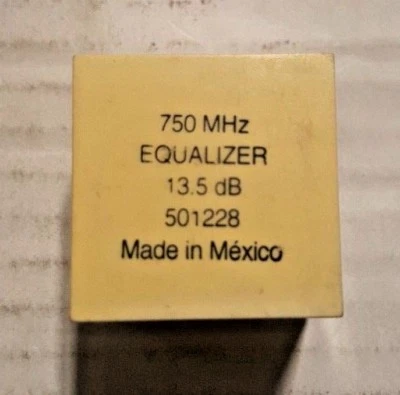 750 MHz
EQUALIZER
13.5 dB
501228
Made in México